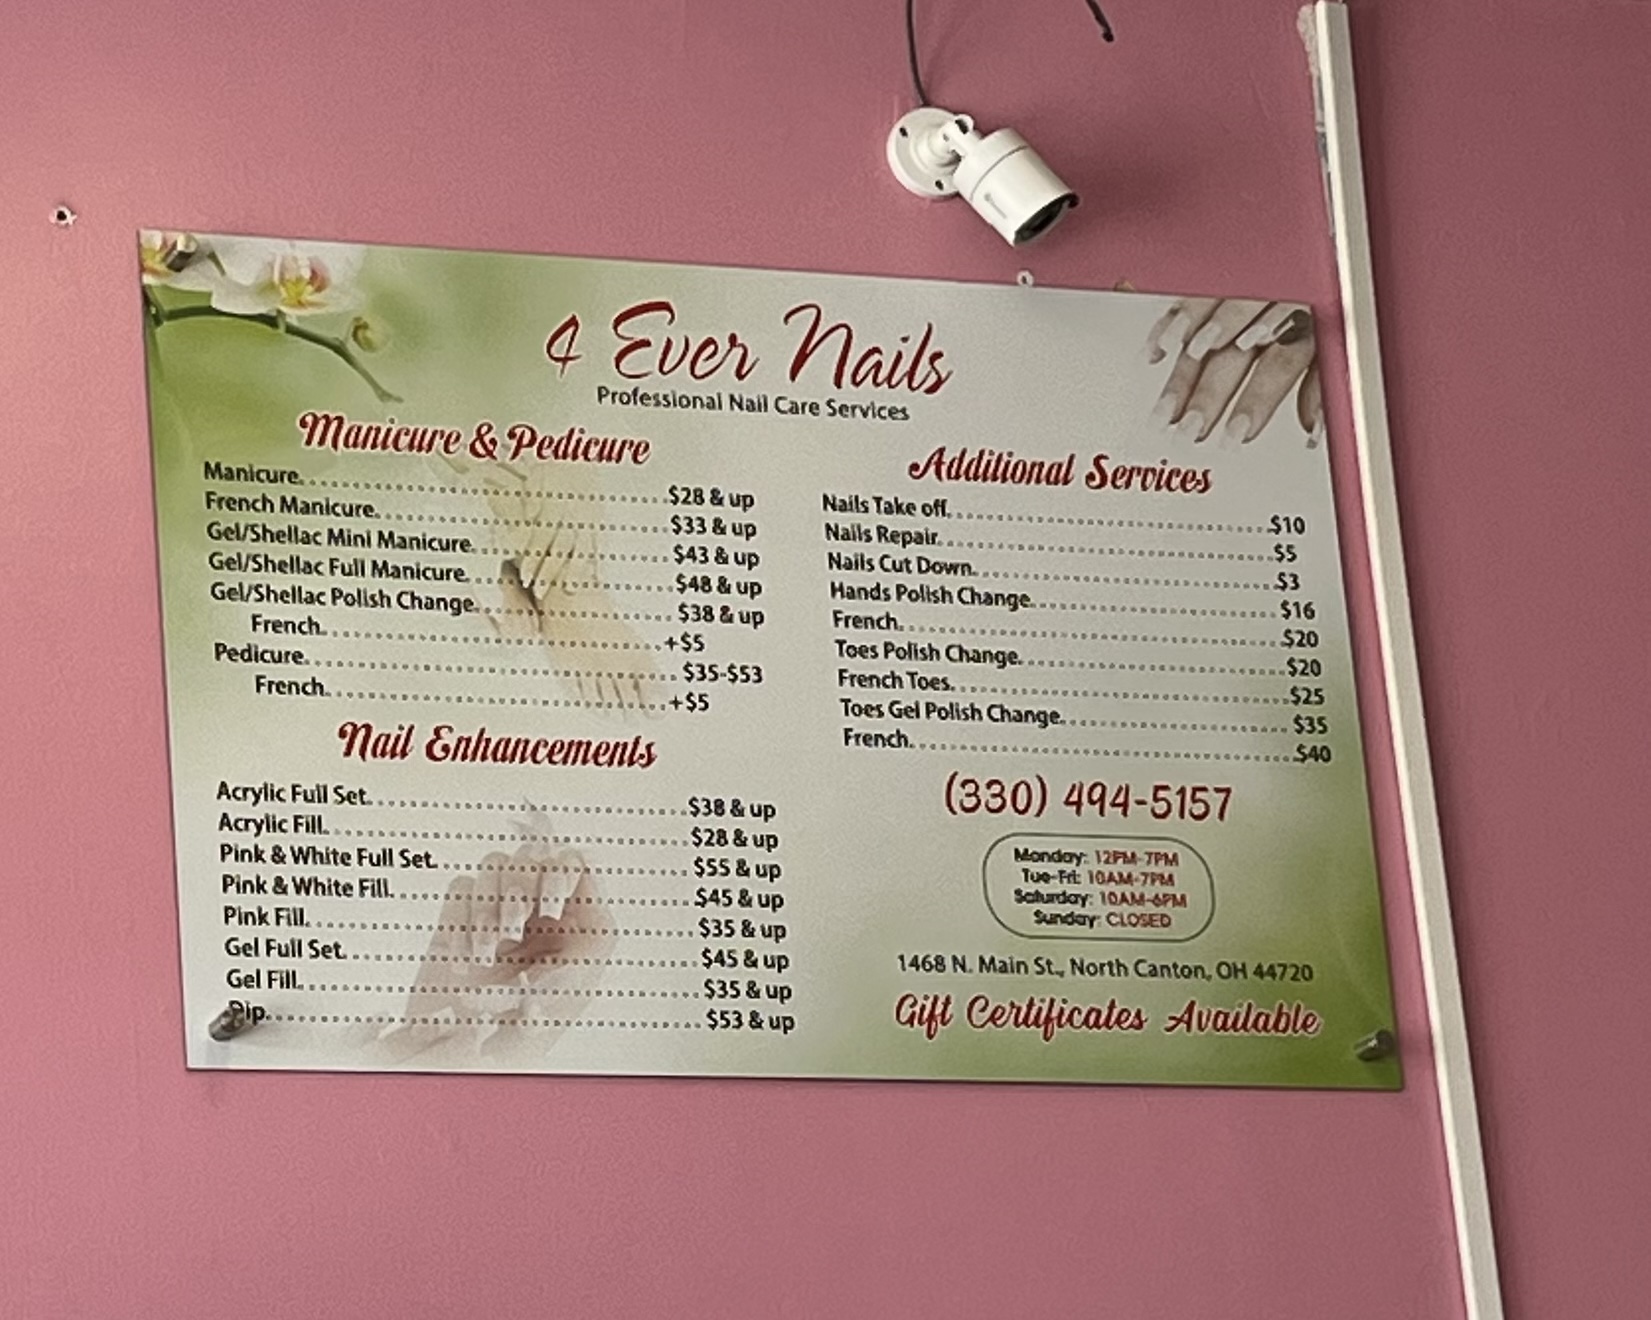 4 Ever Nails
Professional Nail Care Services
Manicure & Pedicure
Manicure....................$28 & up
French Manicure....................$33 & up
Gel/Shellac Mini Manicure....................$43 & up
Gel/Shellac Full Manicure....................$48 & up
Gel/Shellac Polish Change....................$38 & up
French....................+$5
Pedicure....................$35-$53
French....................+$5
Nail Enhancements
Acrylic Full Set....................$38 & up
Acrylic Fill....................$28 & up
Pink & White Full Set....................$55 & up
Pink & White Fill....................$45 & up
Pink Fill....................$35 & up
Gel Full Set....................$45 & up
Gel Fill....................$35 & up
Dip....................$53 & up
Additional Services
Nails Take off....................$10
Nails Repair....................$5
Nails Cut Down....................$3
Hands Polish Change....................$16
French....................$20
Toes Polish Change....................$20
French Toes....................$25
Toes Gel Polish Change....................$35
French....................$40
(330) 494-5157
Monday: 12PM-7PM
Tue-Fri: 10AM-7PM
Saturday: 10AM-6PM
Sunday: CLOSED
1468 N. Main St., North Canton, OH 44720
Gift Certificates Available